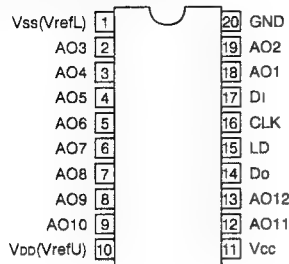 Vss(VrefL) 1 20 GND
AO3 2 19 AO2
AO4 3 18 AO1
AO5 4 17 DI
AO6 5 16 CLK
AO7 6 15 LD
AO8 7 14 Do
AO9 8 13 AO12
AO10 9 12 AO11
VDD(VrefU) 10 11 Vcc